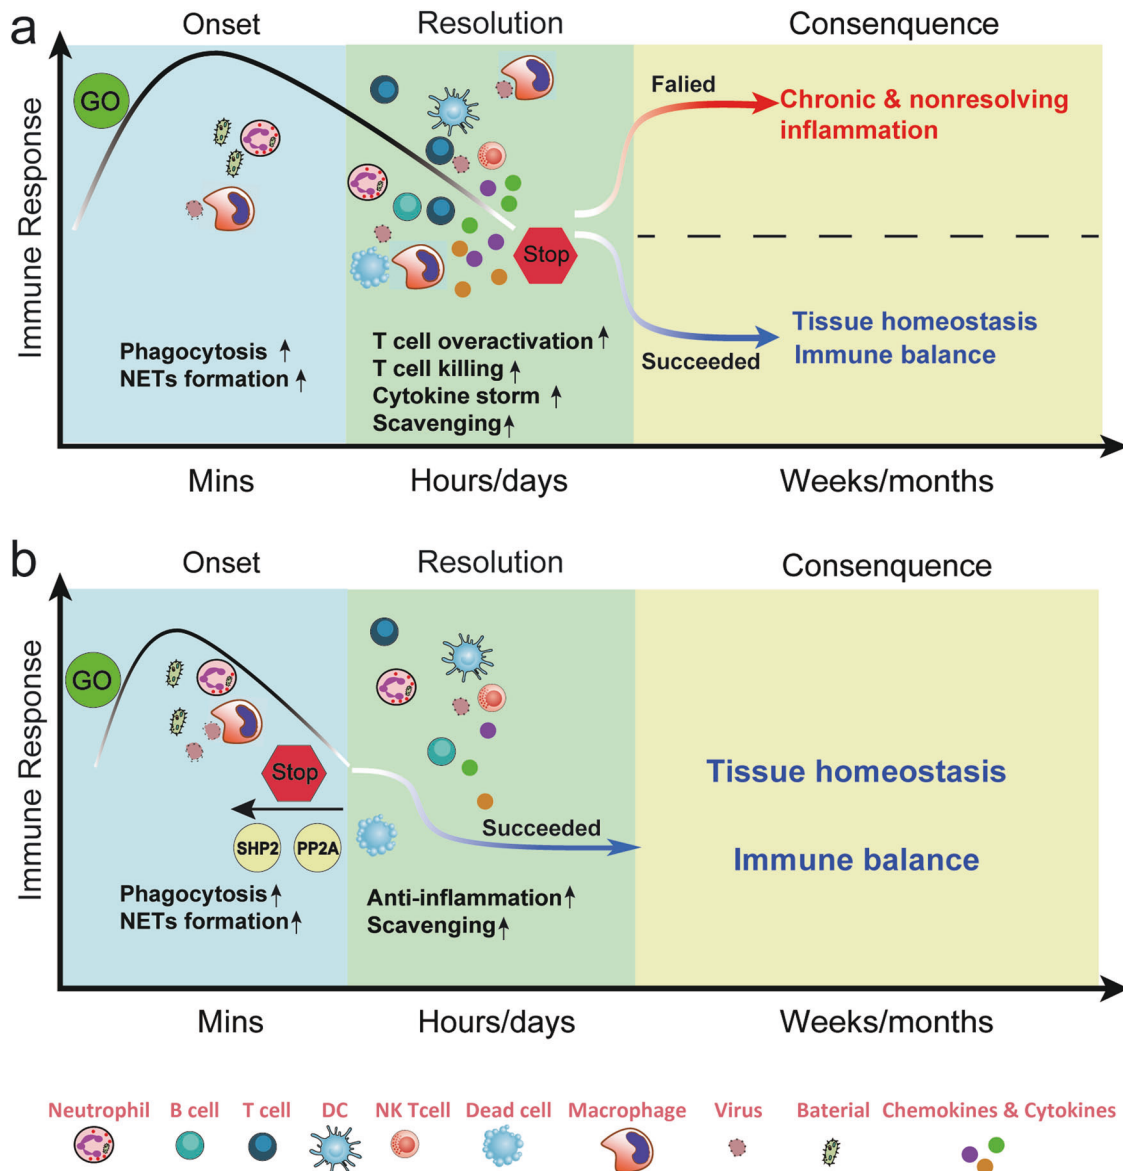 a
Onset
Resolution
Consenquence
Immune Response
GO
Stop
Falied
Chronic & nonresolving
inflammation
Succeeded
Tissue homeostasis
Immune balance
Phagocytosis
NETs formation
T cell overactivation
T cell killing
Cytokine storm
Scavenging
Mins
Hours/days
Weeks/months
b
Onset
Resolution
Consenquence
Immune Response
GO
Stop
SHP2
PP2A
Phagocytosis
NETs formation
Succeeded
Anti-inflammation
Scavenging
Tissue homeostasis
Immune balance
Mins
Hours/days
Weeks/months
Neutrophil B cell T cell DC NK Tcell Dead cell Macrophage Virus Baterial Chemokines & Cytokines